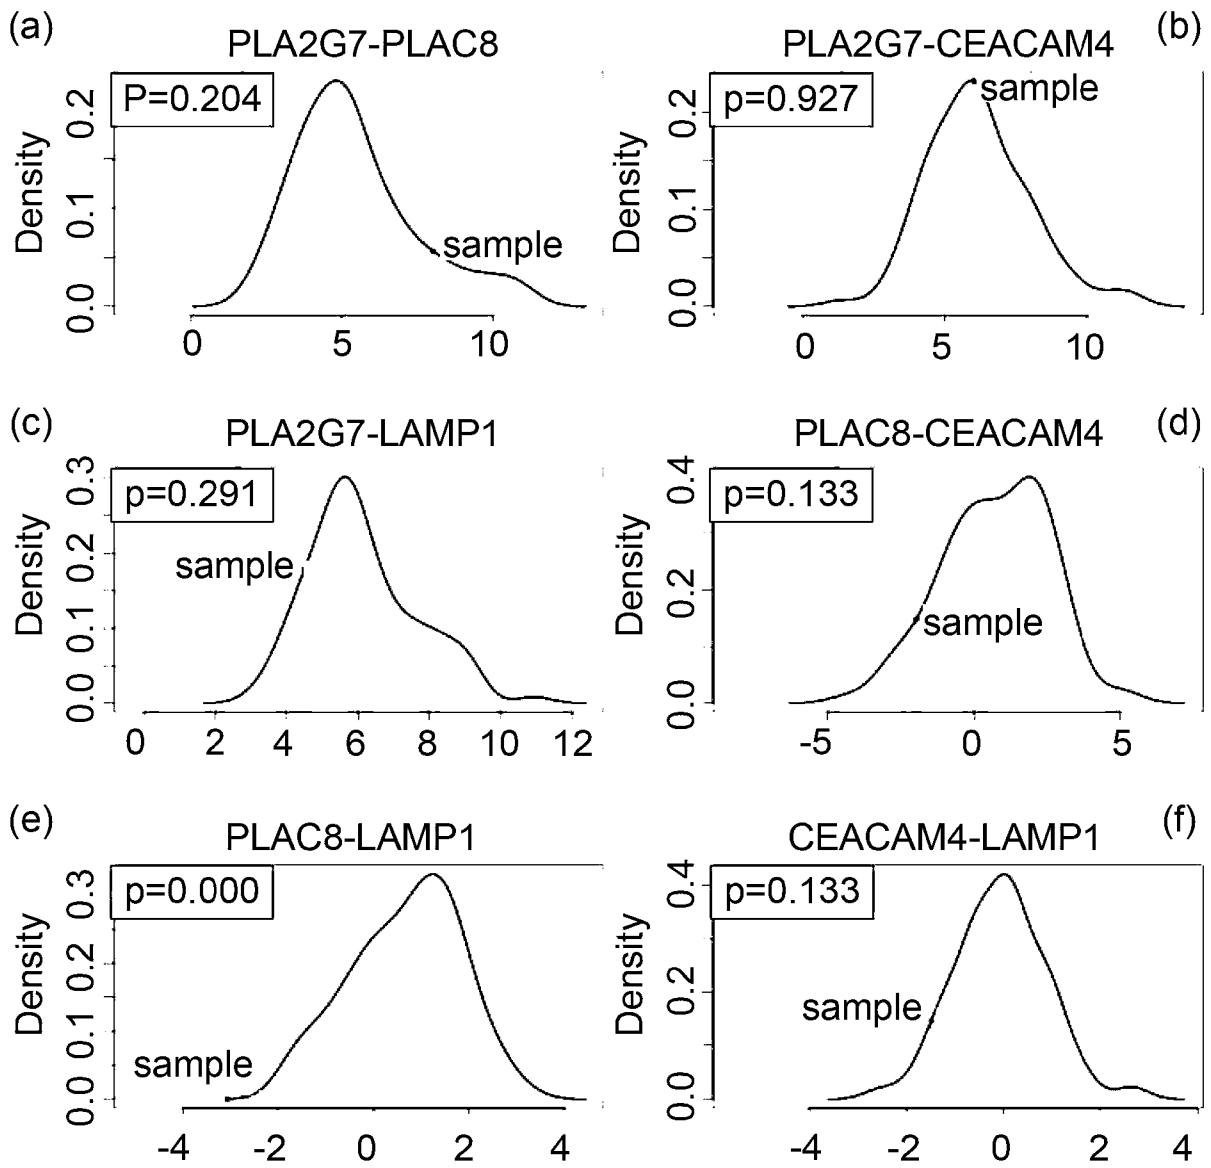 (a)
PLA2G7-PLAC8
P=0.204
sample
Density
0.0 0.1 0.2
0 5 10
(b)
PLA2G7-CEACAM4
p=0.927
sample
Density
0.0 0.1 0.2
0 5 10
(c)
PLA2G7-LAMP1
p=0.291
sample
Density
0.0 0.1 0.2 0.3
0 2 4 6 8 10 12
(d)
PLAC8-CEACAM4
p=0.133
sample
Density
0.0 0.2 0.4
-5 0 5
(e)
PLAC8-LAMP1
p=0.000
sample
Density
0.0 0.1 0.2 0.3
-4 -2 0 2 4
(f)
CEACAM4-LAMP1
p=0.133
sample
Density
0.0 0.2 0.4
-4 -2 0 2 4